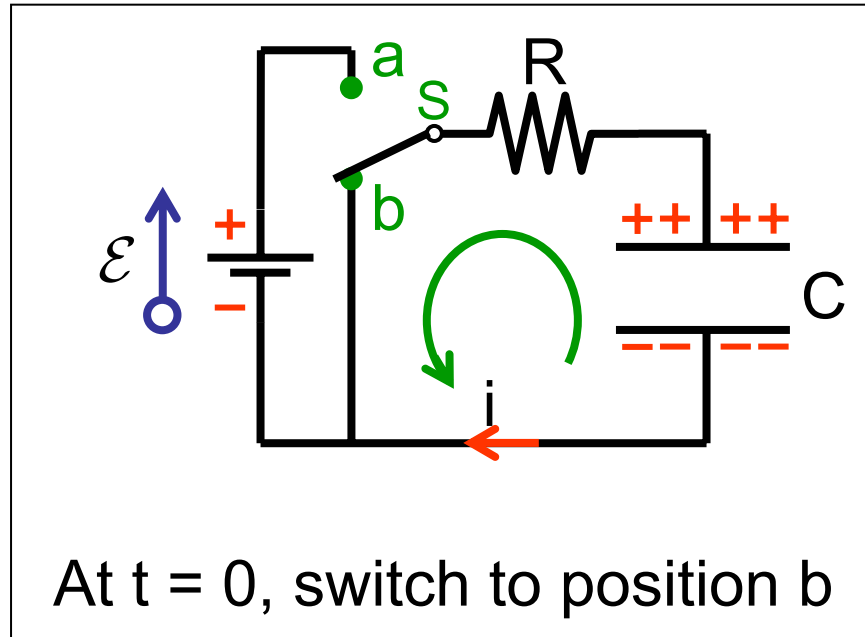 a
R
S
b
+
++ ++
ℰ
C
−
−− −−
i
At t = 0, switch to position b